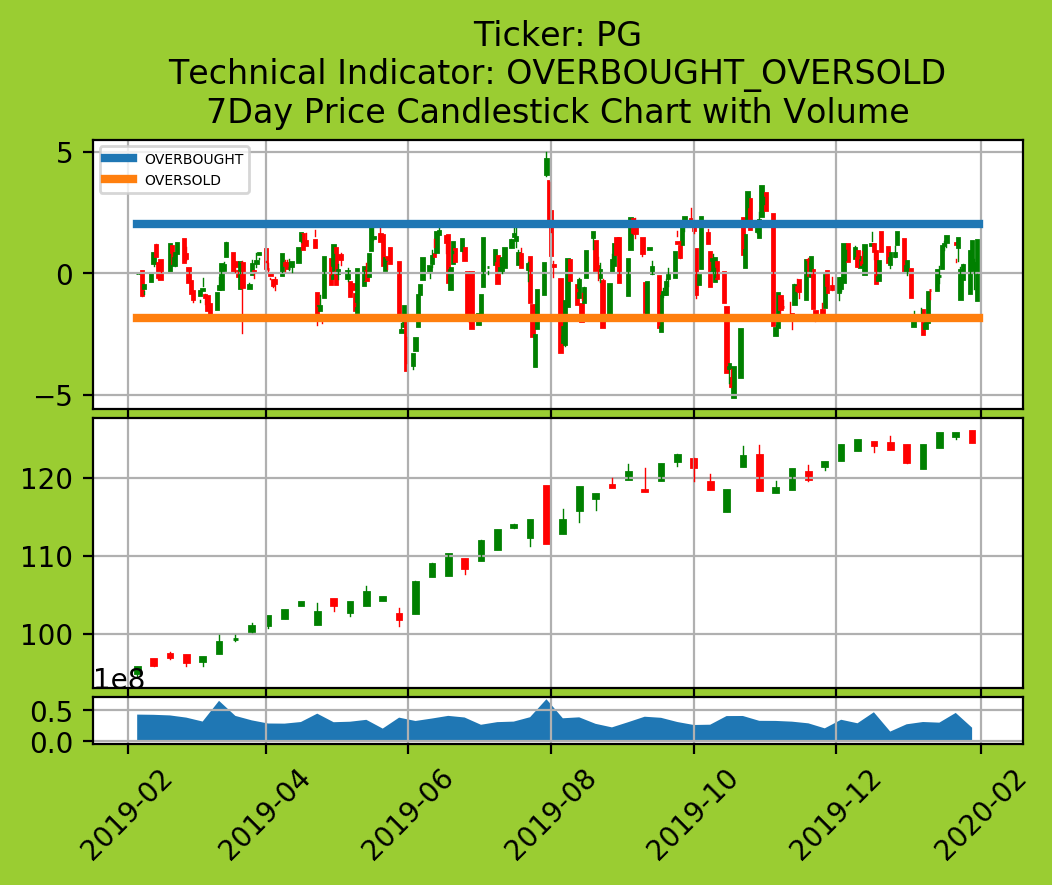 Ticker: PG
Technical Indicator: OVERBOUGHT_OVERSOLD
7Day Price Candlestick Chart with Volume
OVERBOUGHT
OVERSOLD
5
0
−5
120
110
100
1e8
0.5
0.0
2019-02
2019-04
2019-06
2019-08
2019-10
2019-12
2020-02